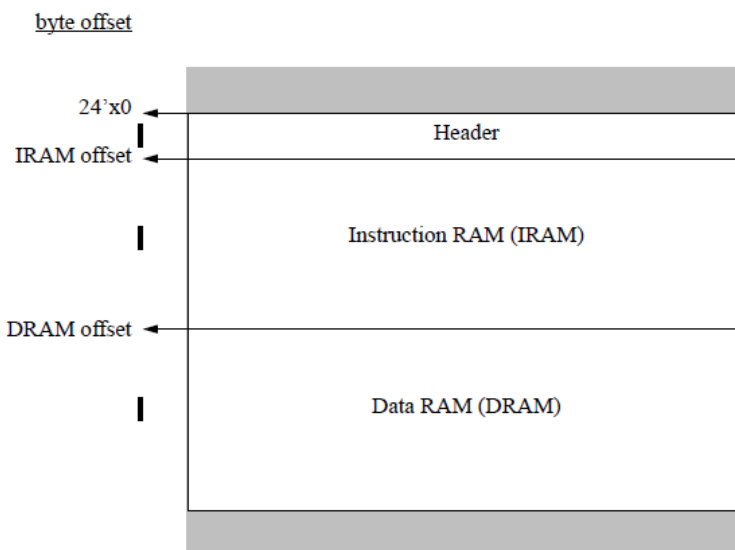 byte offset
24’x0
Header
IRAM offset
Instruction RAM (IRAM)
DRAM offset
Data RAM (DRAM)